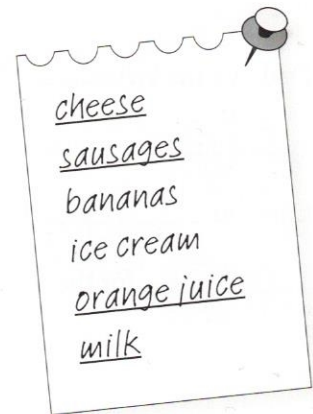 cheese
sausages
bananas
ice cream
orange juice
milk